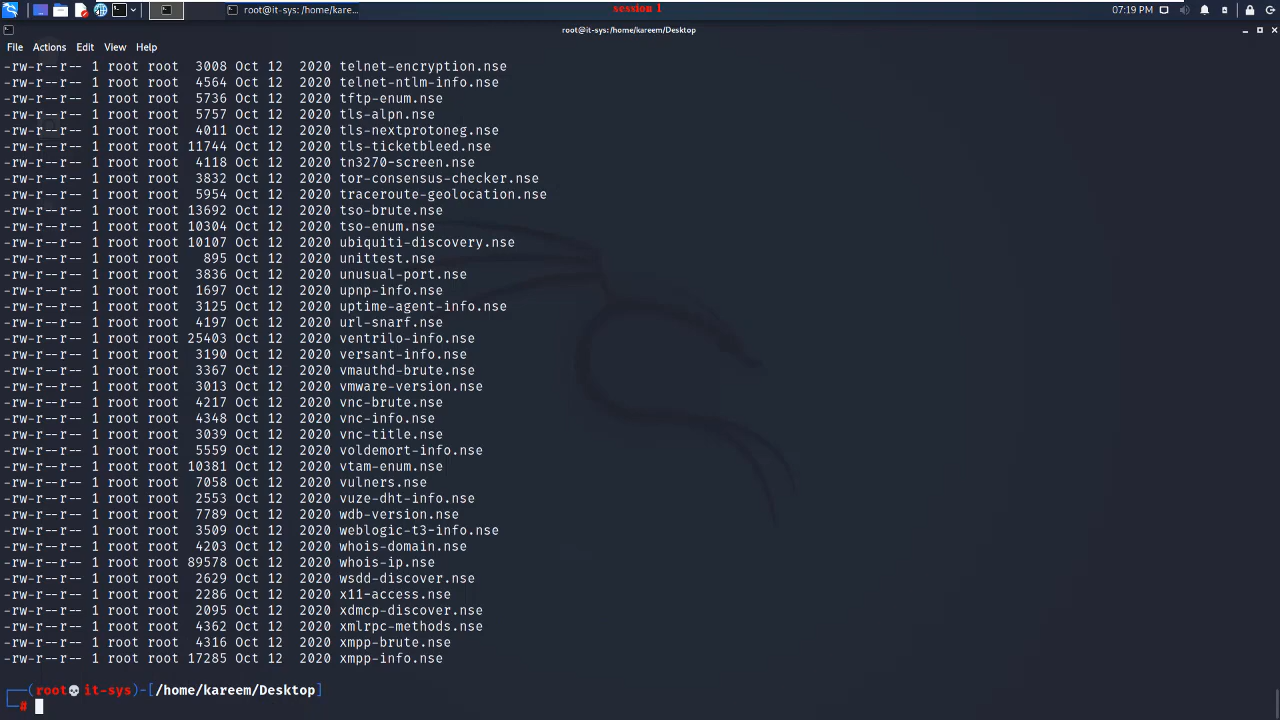 root@it-sys: /home/karee...
session 1
07:19 PM
root@it-sys: /home/kareem/Desktop
File Actions Edit View Help
-rw-r--r-- 1 root root 3008 Oct 12 2020 telnet-encryption.nse
-rw-r--r-- 1 root root 4564 Oct 12 2020 telnet-ntlm-info.nse
-rw-r--r-- 1 root root 5736 Oct 12 2020 tftp-enum.nse
-rw-r--r-- 1 root root 5757 Oct 12 2020 tls-alpn.nse
-rw-r--r-- 1 root root 4011 Oct 12 2020 tls-nextprotoneg.nse
-rw-r--r-- 1 root root 11744 Oct 12 2020 tls-ticketbleed.nse
-rw-r--r-- 1 root root 4118 Oct 12 2020 tn3270-screen.nse
-rw-r--r-- 1 root root 3832 Oct 12 2020 tor-consensus-checker.nse
-rw-r--r-- 1 root root 5954 Oct 12 2020 traceroute-geolocation.nse
-rw-r--r-- 1 root root 13692 Oct 12 2020 tso-brute.nse
-rw-r--r-- 1 root root 10304 Oct 12 2020 tso-enum.nse
-rw-r--r-- 1 root root 10107 Oct 12 2020 ubiquiti-discovery.nse
-rw-r--r-- 1 root root 895 Oct 12 2020 unittest.nse
-rw-r--r-- 1 root root 3836 Oct 12 2020 unusual-port.nse
-rw-r--r-- 1 root root 1697 Oct 12 2020 upnp-info.nse
-rw-r--r-- 1 root root 3125 Oct 12 2020 uptime-agent-info.nse
-rw-r--r-- 1 root root 4197 Oct 12 2020 url-snarf.nse
-rw-r--r-- 1 root root 25403 Oct 12 2020 ventrilo-info.nse
-rw-r--r-- 1 root root 3190 Oct 12 2020 versant-info.nse
-rw-r--r-- 1 root root 3367 Oct 12 2020 vmauthd-brute.nse
-rw-r--r-- 1 root root 3013 Oct 12 2020 vmware-version.nse
-rw-r--r-- 1 root root 4217 Oct 12 2020 vnc-brute.nse
-rw-r--r-- 1 root root 4348 Oct 12 2020 vnc-info.nse
-rw-r--r-- 1 root root 3039 Oct 12 2020 vnc-title.nse
-rw-r--r-- 1 root root 5559 Oct 12 2020 voldemort-info.nse
-rw-r--r-- 1 root root 10381 Oct 12 2020 vtam-enum.nse
-rw-r--r-- 1 root root 7058 Oct 12 2020 vulners.nse
-rw-r--r-- 1 root root 2553 Oct 12 2020 vuze-dht-info.nse
-rw-r--r-- 1 root root 7789 Oct 12 2020 wdb-version.nse
-rw-r--r-- 1 root root 3509 Oct 12 2020 weblogic-t3-info.nse
-rw-r--r-- 1 root root 4203 Oct 12 2020 whois-domain.nse
-rw-r--r-- 1 root root 89578 Oct 12 2020 whois-ip.nse
-rw-r--r-- 1 root root 2629 Oct 12 2020 wsdd-discover.nse
-rw-r--r-- 1 root root 2286 Oct 12 2020 x11-access.nse
-rw-r--r-- 1 root root 2095 Oct 12 2020 xdmcp-discover.nse
-rw-r--r-- 1 root root 4362 Oct 12 2020 xmlrpc-methods.nse
-rw-r--r-- 1 root root 4316 Oct 12 2020 xmpp-brute.nse
-rw-r--r-- 1 root root 17285 Oct 12 2020 xmpp-info.nse
┌──(root💀it-sys)-[/home/kareem/Desktop]
└─#